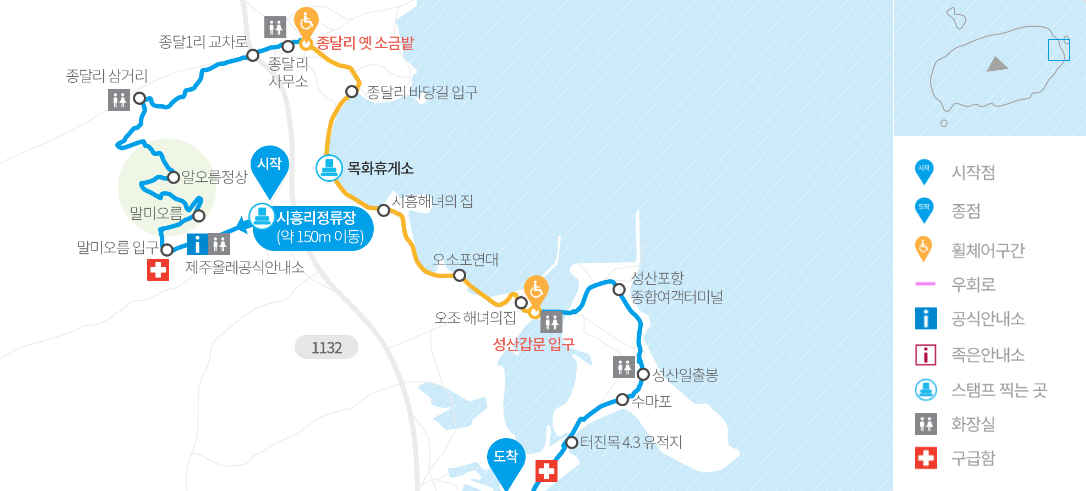 종달1리 교차로
종달리 옛 소금밭
종달리
사무소
종달리 삼거리
종달리 바당길 입구
시작
목화휴게소
알오름정상
시흥해녀의 집
말미오름
시흥리정류장
(약 150m 이동)
말미오름 입구
제주올레공식안내소
오소포연대
성산포항
종합여객터미널
오조 해녀의집
성산갑문 입구
1132
성산일출봉
수마포
터진목 4.3 유적지
도착
시작
시작점
도착
종점
휠체어구간
우회로
공식안내소
족은안내소
스탬프 찍는 곳
화장실
구급함